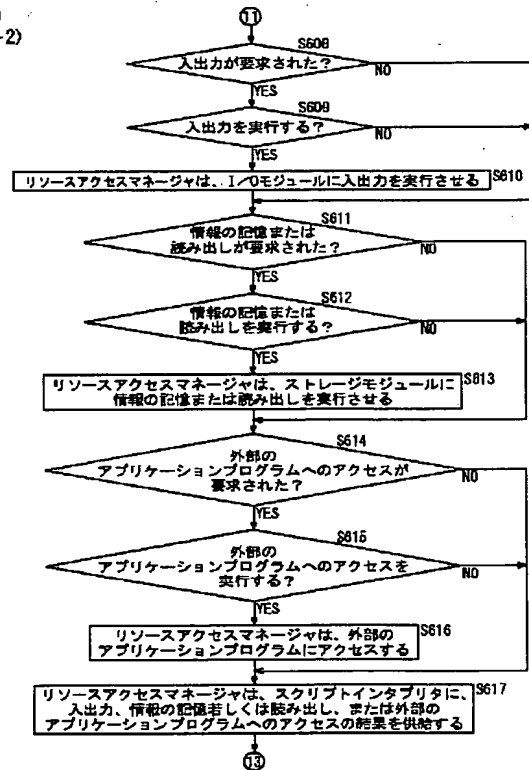 -2)
11
S608
入出力が要求された？
NO
YES
S609
入出力を実行する？
NO
YES
リソースアクセスマネージャは、I／Oモジュールに入出力を実行させる
S610
S611
情報の記憶または
読み出しが要求された？
NO
YES
S612
情報の記憶または
読み出しを実行する？
NO
YES
S613
リソースアクセスマネージャは、ストレージモジュールに
情報の記憶または読み出しを実行させる
S614
外部の
アプリケーションプログラムへのアクセスが
要求された？
NO
YES
S615
外部の
アプリケーションプログラムへのアクセスを
実行する？
NO
YES
リソースアクセスマネージャは、外部の
アプリケーションプログラムにアクセスする
S616
リソースアクセスマネージャは、スクリプトインタプリタに、
入出力、情報の記憶若しくは読み出し、または外部の
アプリケーションプログラムへのアクセスの結果を供給する
S617
13